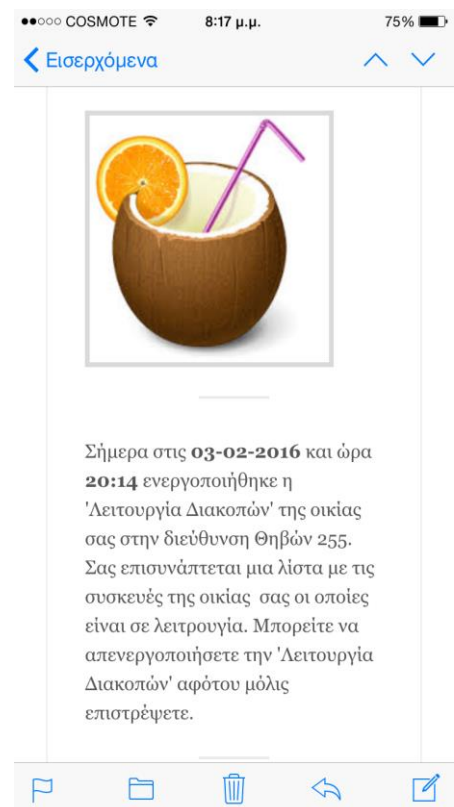 COSMOTE 8:17 μ.μ. 75%
Εισερχόμενα
Σήμερα στις 03-02-2016 και ώρα
20:14 ενεργοποιήθηκε η
'Λειτουργία Διακοπών' της οικίας
σας στην διεύθυνση Θηβών 255.
Σας επισυνάπτεται μια λίστα με τις
συσκευές της οικίας σας οι οποίες
είναι σε λειτρουγία. Μπορείτε να
απενεργοποιήσετε την 'Λειτουργία
Διακοπών' αφότου μόλις
επιστρέψετε.